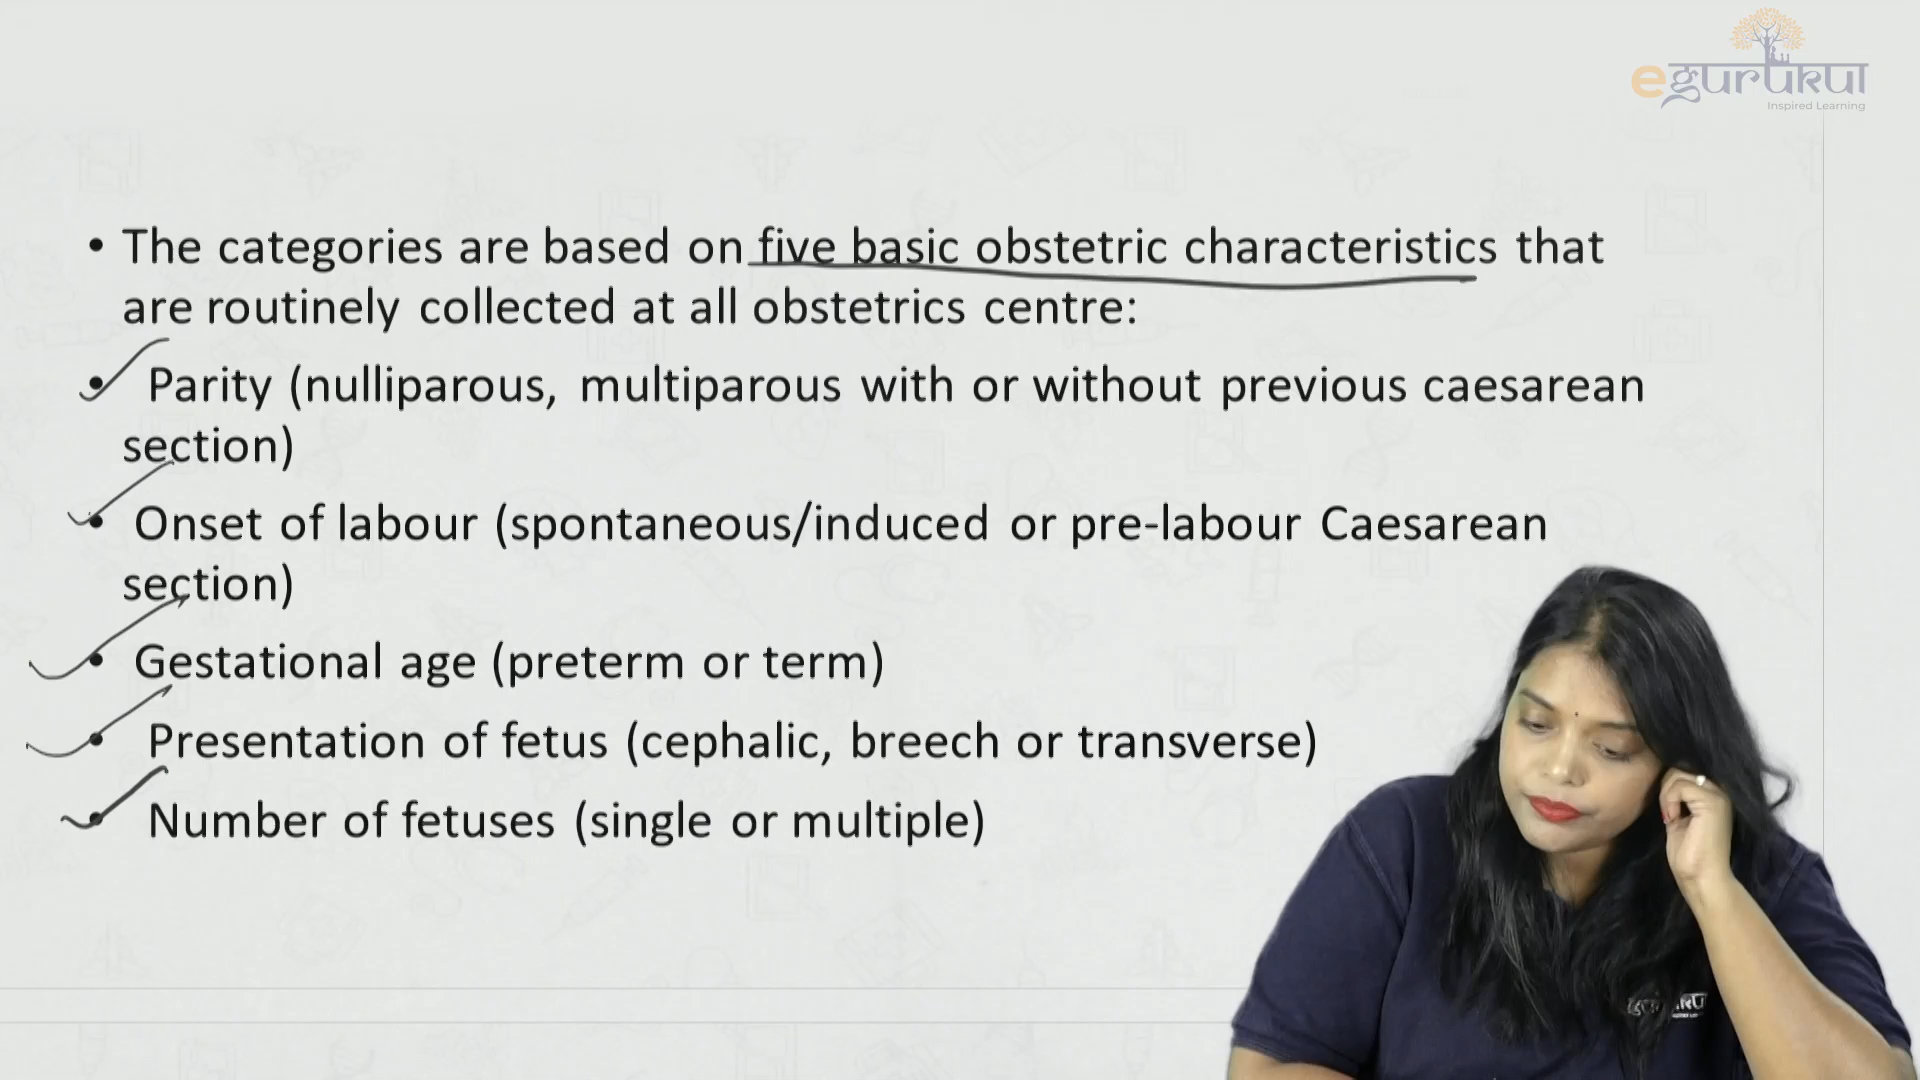 egurukul
Inspired Learning
• The categories are based on five basic obstetric characteristics that
are routinely collected at all obstetrics centre:
• Parity (nulliparous, multiparous with or without previous caesarean
section)
• Onset of labour (spontaneous/induced or pre-labour Caesarean
section)
• Gestational age (preterm or term)
• Presentation of fetus (cephalic, breech or transverse)
• Number of fetuses (single or multiple)